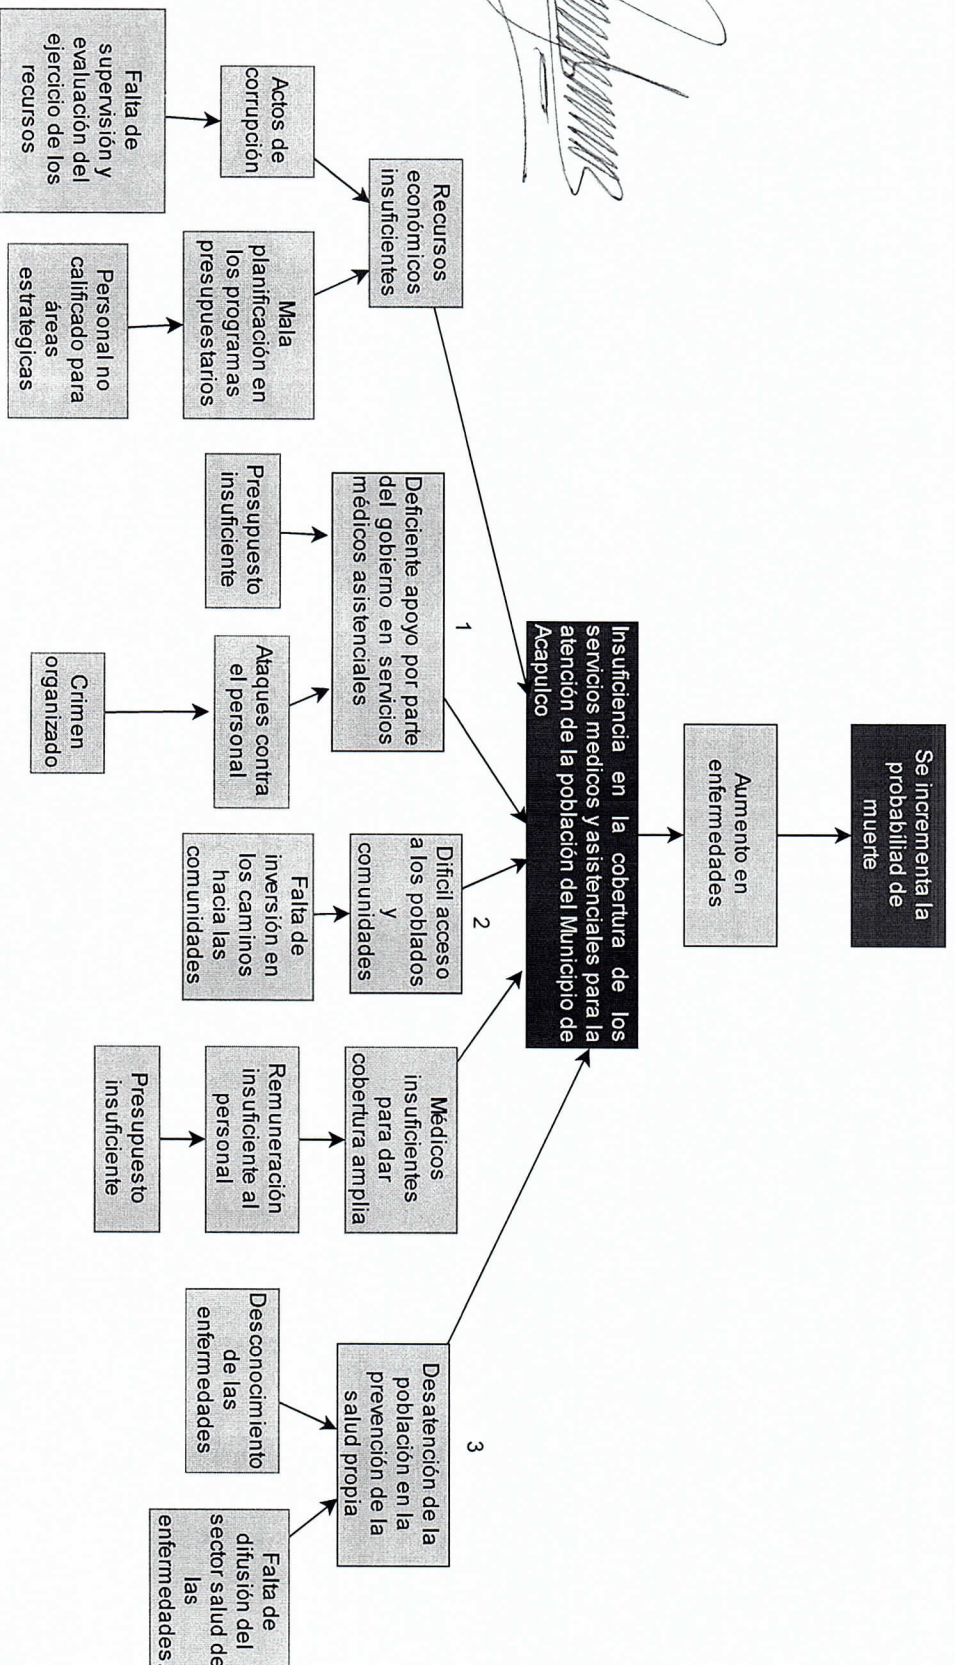 Se incrementa la
probabiliad de
muerte
Aumento en
enfermedades
Insuficiencia en la cobertura de los
servicios medicos y asistenciales para la
atención de la población del Municipio de
Acapulco
Recursos
económicos
insuficientes
Actos de
corrupción
Falta de
supervisión y
evaluación del
ejercicio de los
recursos
Mala
planificación en
los programas
presupuestarios
Personal no
calificado para
áreas
estrategicas
1
Deficiente apoyo por parte
del gobierno en servicios
médicos asistenciales
Presupuesto
insuficiente
Ataques contra
el personal
Crimen
organizado
2
Dificil acceso
a los poblados
y
comunidades
Falta de
inversión en
los caminos
hacia las
comunidades
Médicos
insuficientes
para dar
cobertura amplia
Remuneración
insuficiente al
personal
Presupuesto
insuficiente
3
Desatención de la
población en la
prevención de la
salud propia
Desconocimiento
de las
enfermedades
Falta de
difusión del
sector salud de
las
enfermedades